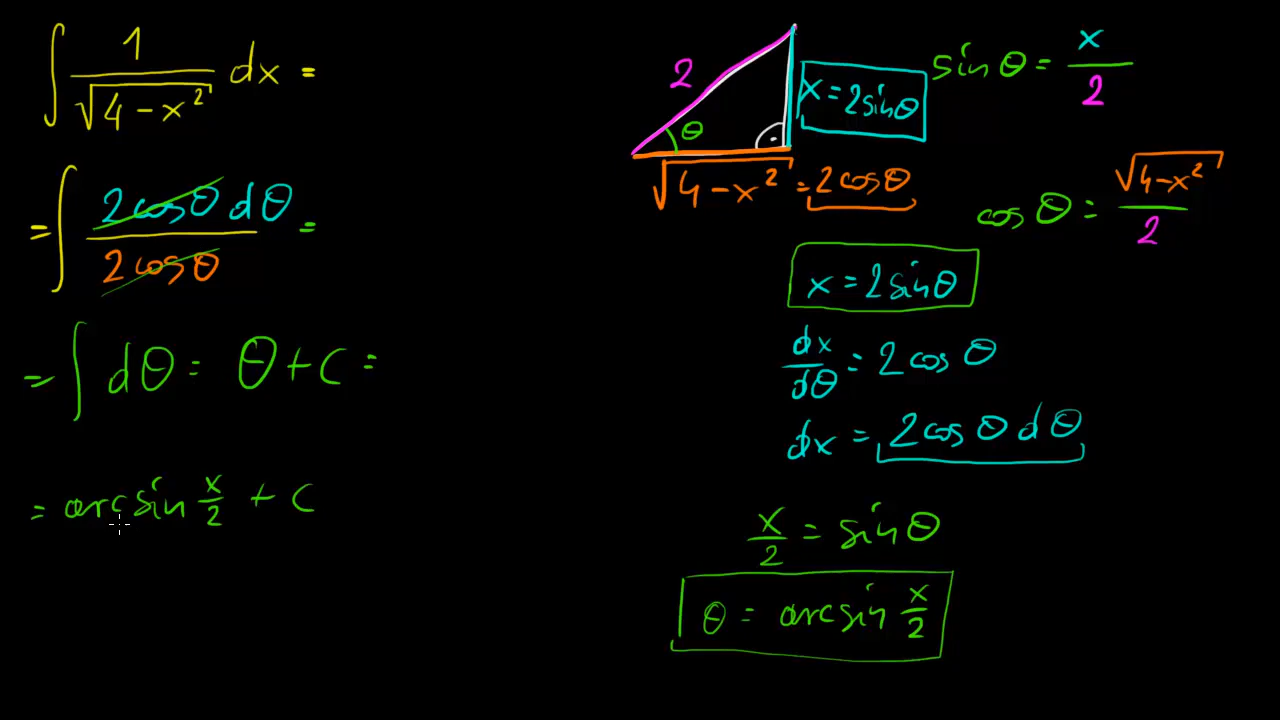 ∫ 1/√(4 – x²) dx =
= ∫ 2cosθ dθ / 2cosθ =
= ∫ dθ = θ + C =
= arcsin x/2 + C
2
θ
x = 2sinθ
√(4 – x²) = 2cosθ
sinθ = x/2
cosθ = √(4–x²)/2
x = 2sinθ
dx/dθ = 2cosθ
dx = 2cosθ dθ
x/2 = sinθ
θ = arcsin x/2